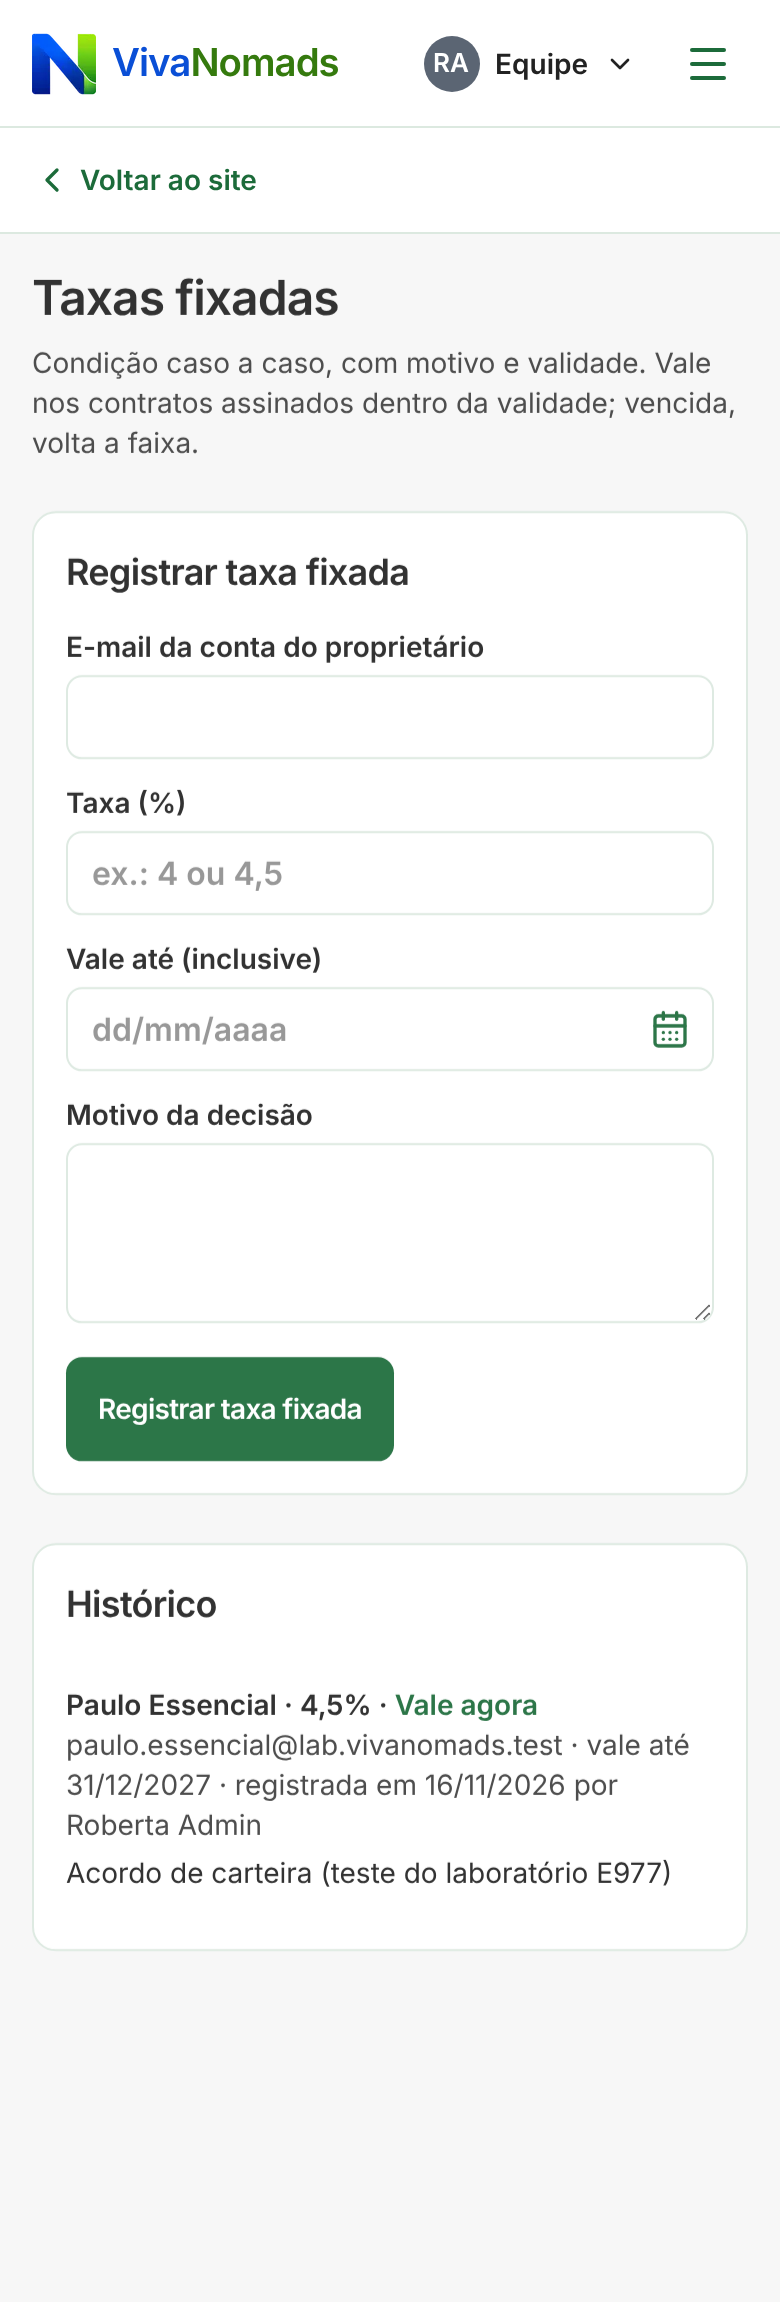 VivaNomads
RA
Equipe
Voltar ao site
Taxas fixadas
Condição caso a caso, com motivo e validade. Vale
nos contratos assinados dentro da validade; vencida,
volta a faixa.
Registrar taxa fixada
E-mail da conta do proprietário
Taxa (%)
ex.: 4 ou 4,5
Vale até (inclusive)
dd/mm/aaaa
Motivo da decisão
Registrar taxa fixada
Histórico
Paulo Essencial · 4,5% · Vale agora
paulo.essencial@lab.vivanomads.test · vale até
31/12/2027 · registrada em 16/11/2026 por
Roberta Admin
Acordo de carteira (teste do laboratório E977)